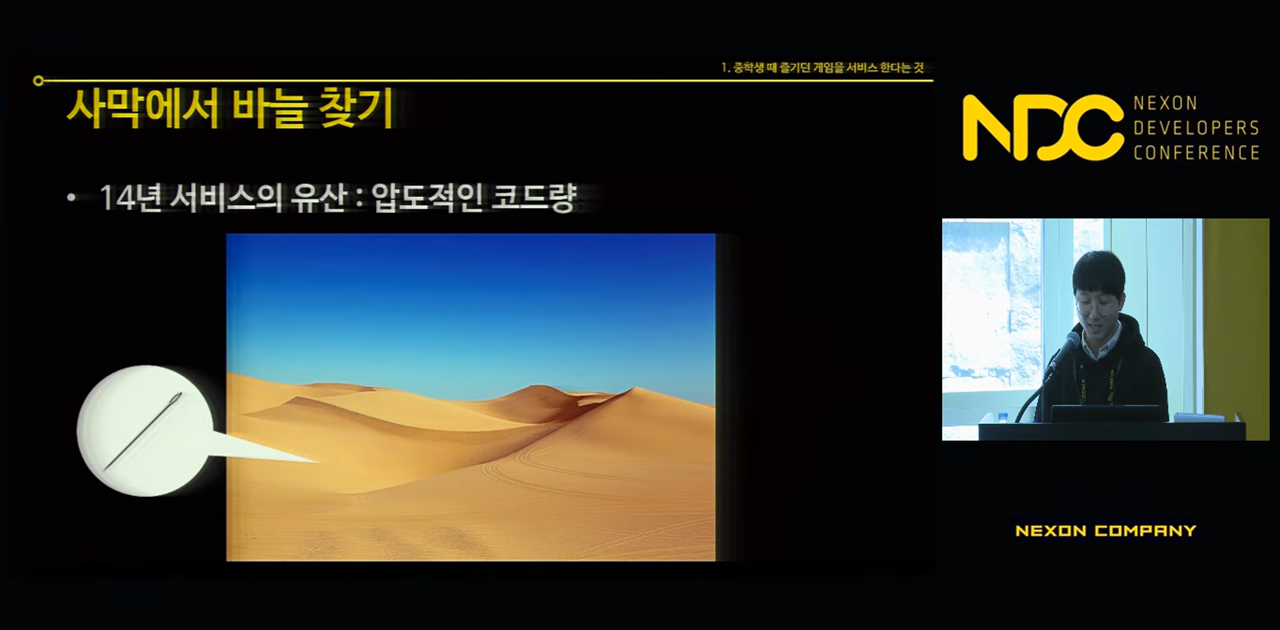 1. 중학생 때 즐기던 게임을 서비스 한다는 것
사막에서 바늘 찾기
• 14년 서비스의 유산 : 압도적인 코드량
NDC
NEXON
DEVELOPERS
CONFERENCE
NEXON COMPANY